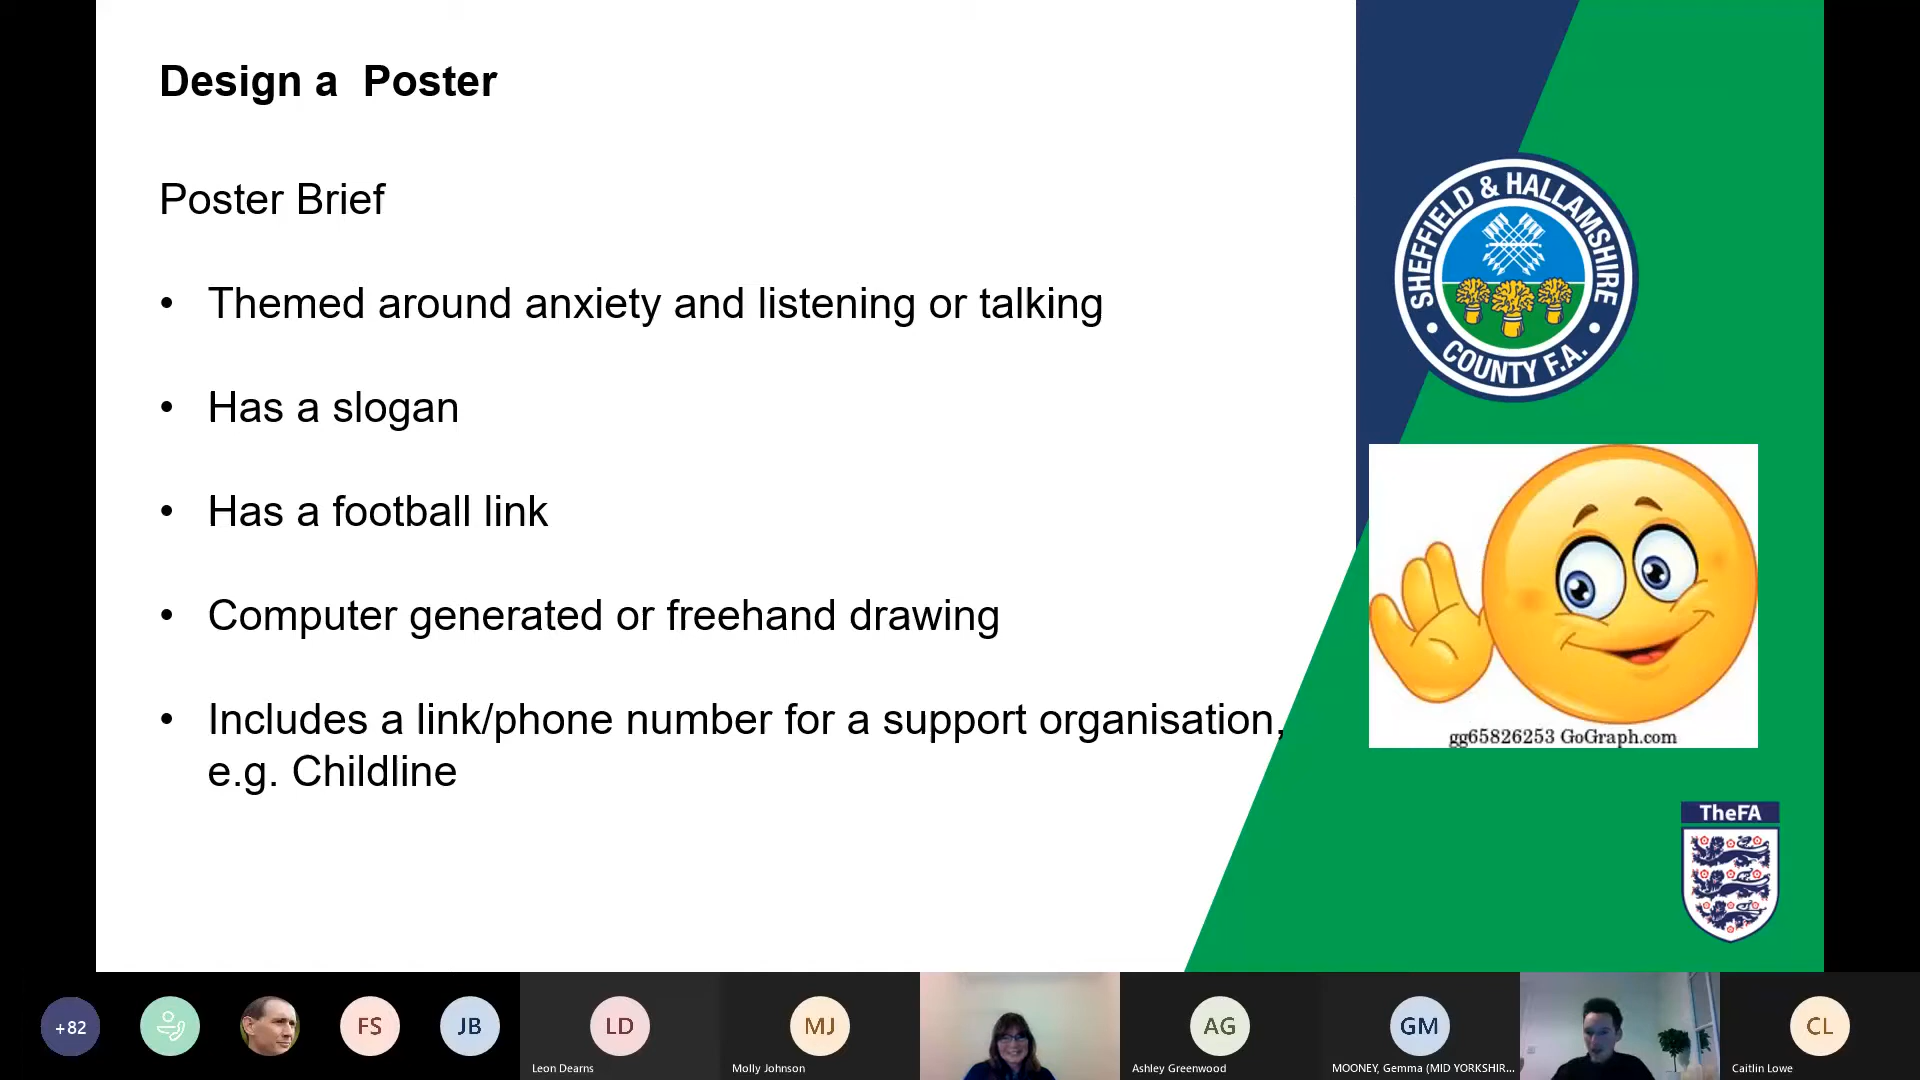 Design a  Poster
Poster Brief
• Themed around anxiety and listening or talking
• Has a slogan
• Has a football link
• Computer generated or freehand drawing
• Includes a link/phone number for a support organisation,
e.g. Childline
SHEFFIELD & HALLAMSHIRE
COUNTY F.A.
gg65826253 GoGraph.com
TheFA
+82
FS
JB
LD
Leon Dearns
MJ
Molly Johnson
AG
Ashley Greenwood
GM
MOONEY, Gemma (MID YORKSHIR...
CL
Caitlin Lowe